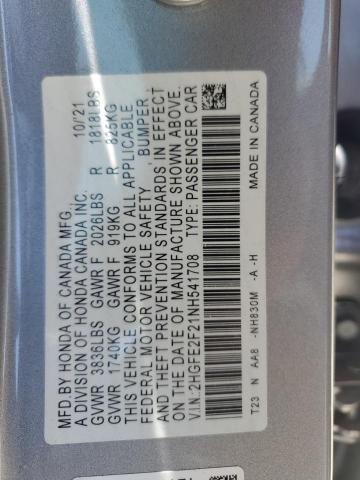 MFD.BY HONDA OF CANADA MFG., 10/21
A DIVISION OF HONDA CANADA INC.
GVWR 3836LBS GAWR F 2026LBS R 1818LBS
GVWR 1740KG GAWR F 919KG R 825KG
THIS VEHICLE CONFORMS TO ALL APPLICABLE
FEDERAL MOTOR VEHICLE SAFETY , BUMPER ,
AND THEFT PREVENTION STANDARDS IN EFFECT
ON THE DATE OF MANUFACTURE SHOWN ABOVE.
V.I.N.:2HGFE2F21NH541708 TYPE: PASSENGER CAR
T23 N AA8 -NH830M -A -H
MADE IN CANADA